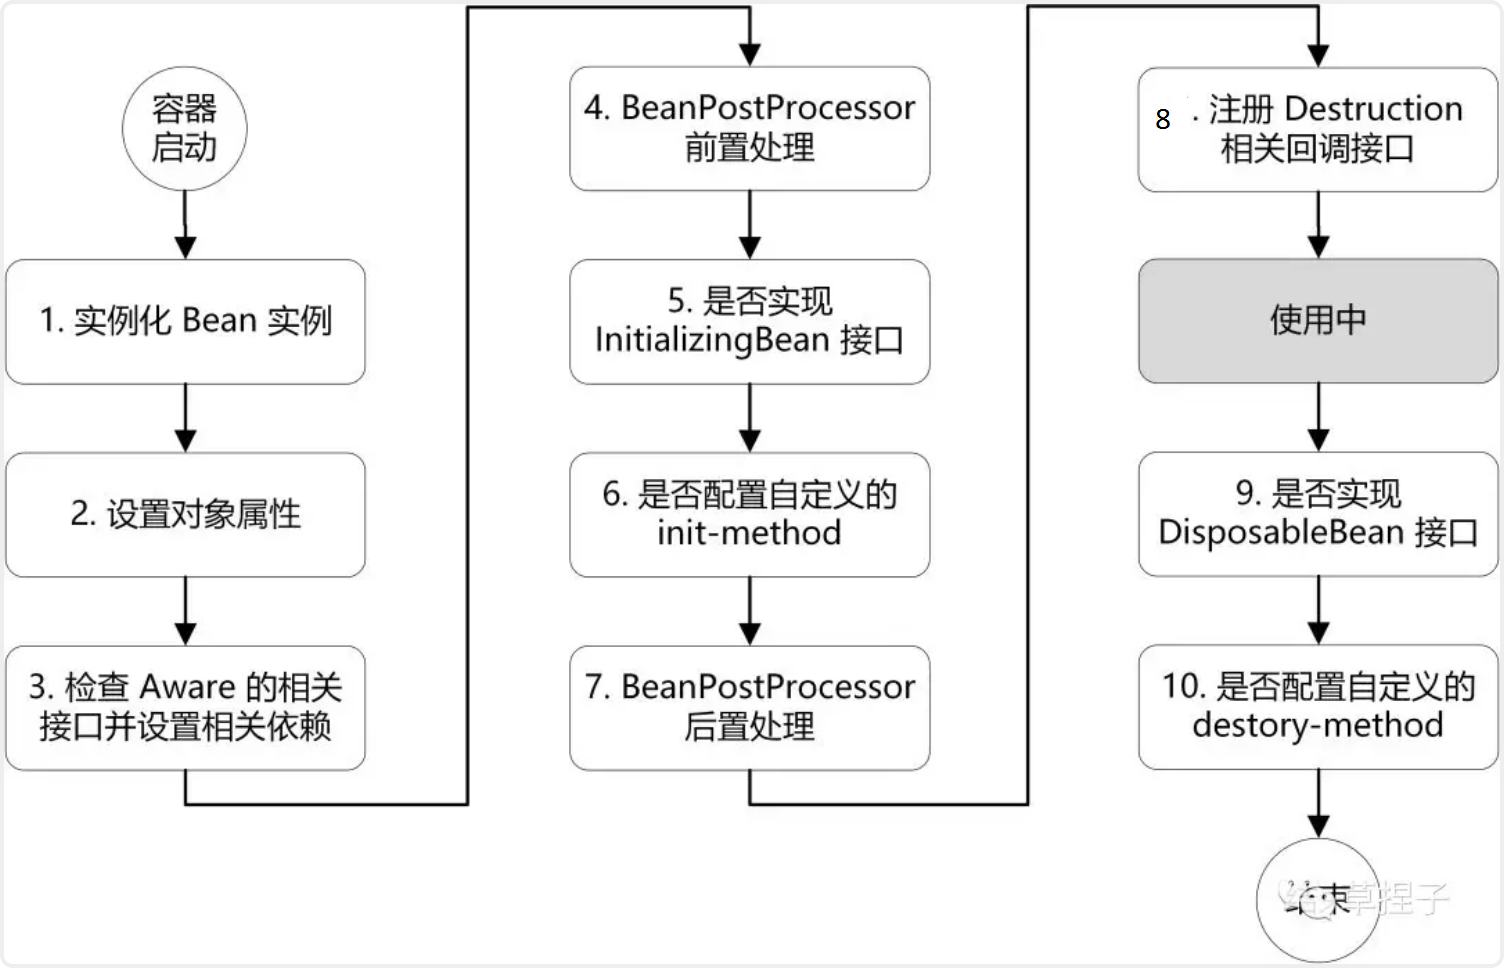 容器
启动
1. 实例化 Bean 实例
2. 设置对象属性
3. 检查 Aware 的相关
接口并设置相关依赖
4. BeanPostProcessor
前置处理
5. 是否实现
InitializingBean 接口
6. 是否配置自定义的
init-method
7. BeanPostProcessor
后置处理
8 . 注册 Destruction
相关回调接口
使用中
9. 是否实现
DisposableBean 接口
10. 是否配置自定义的
destory-method
结束
草捏子